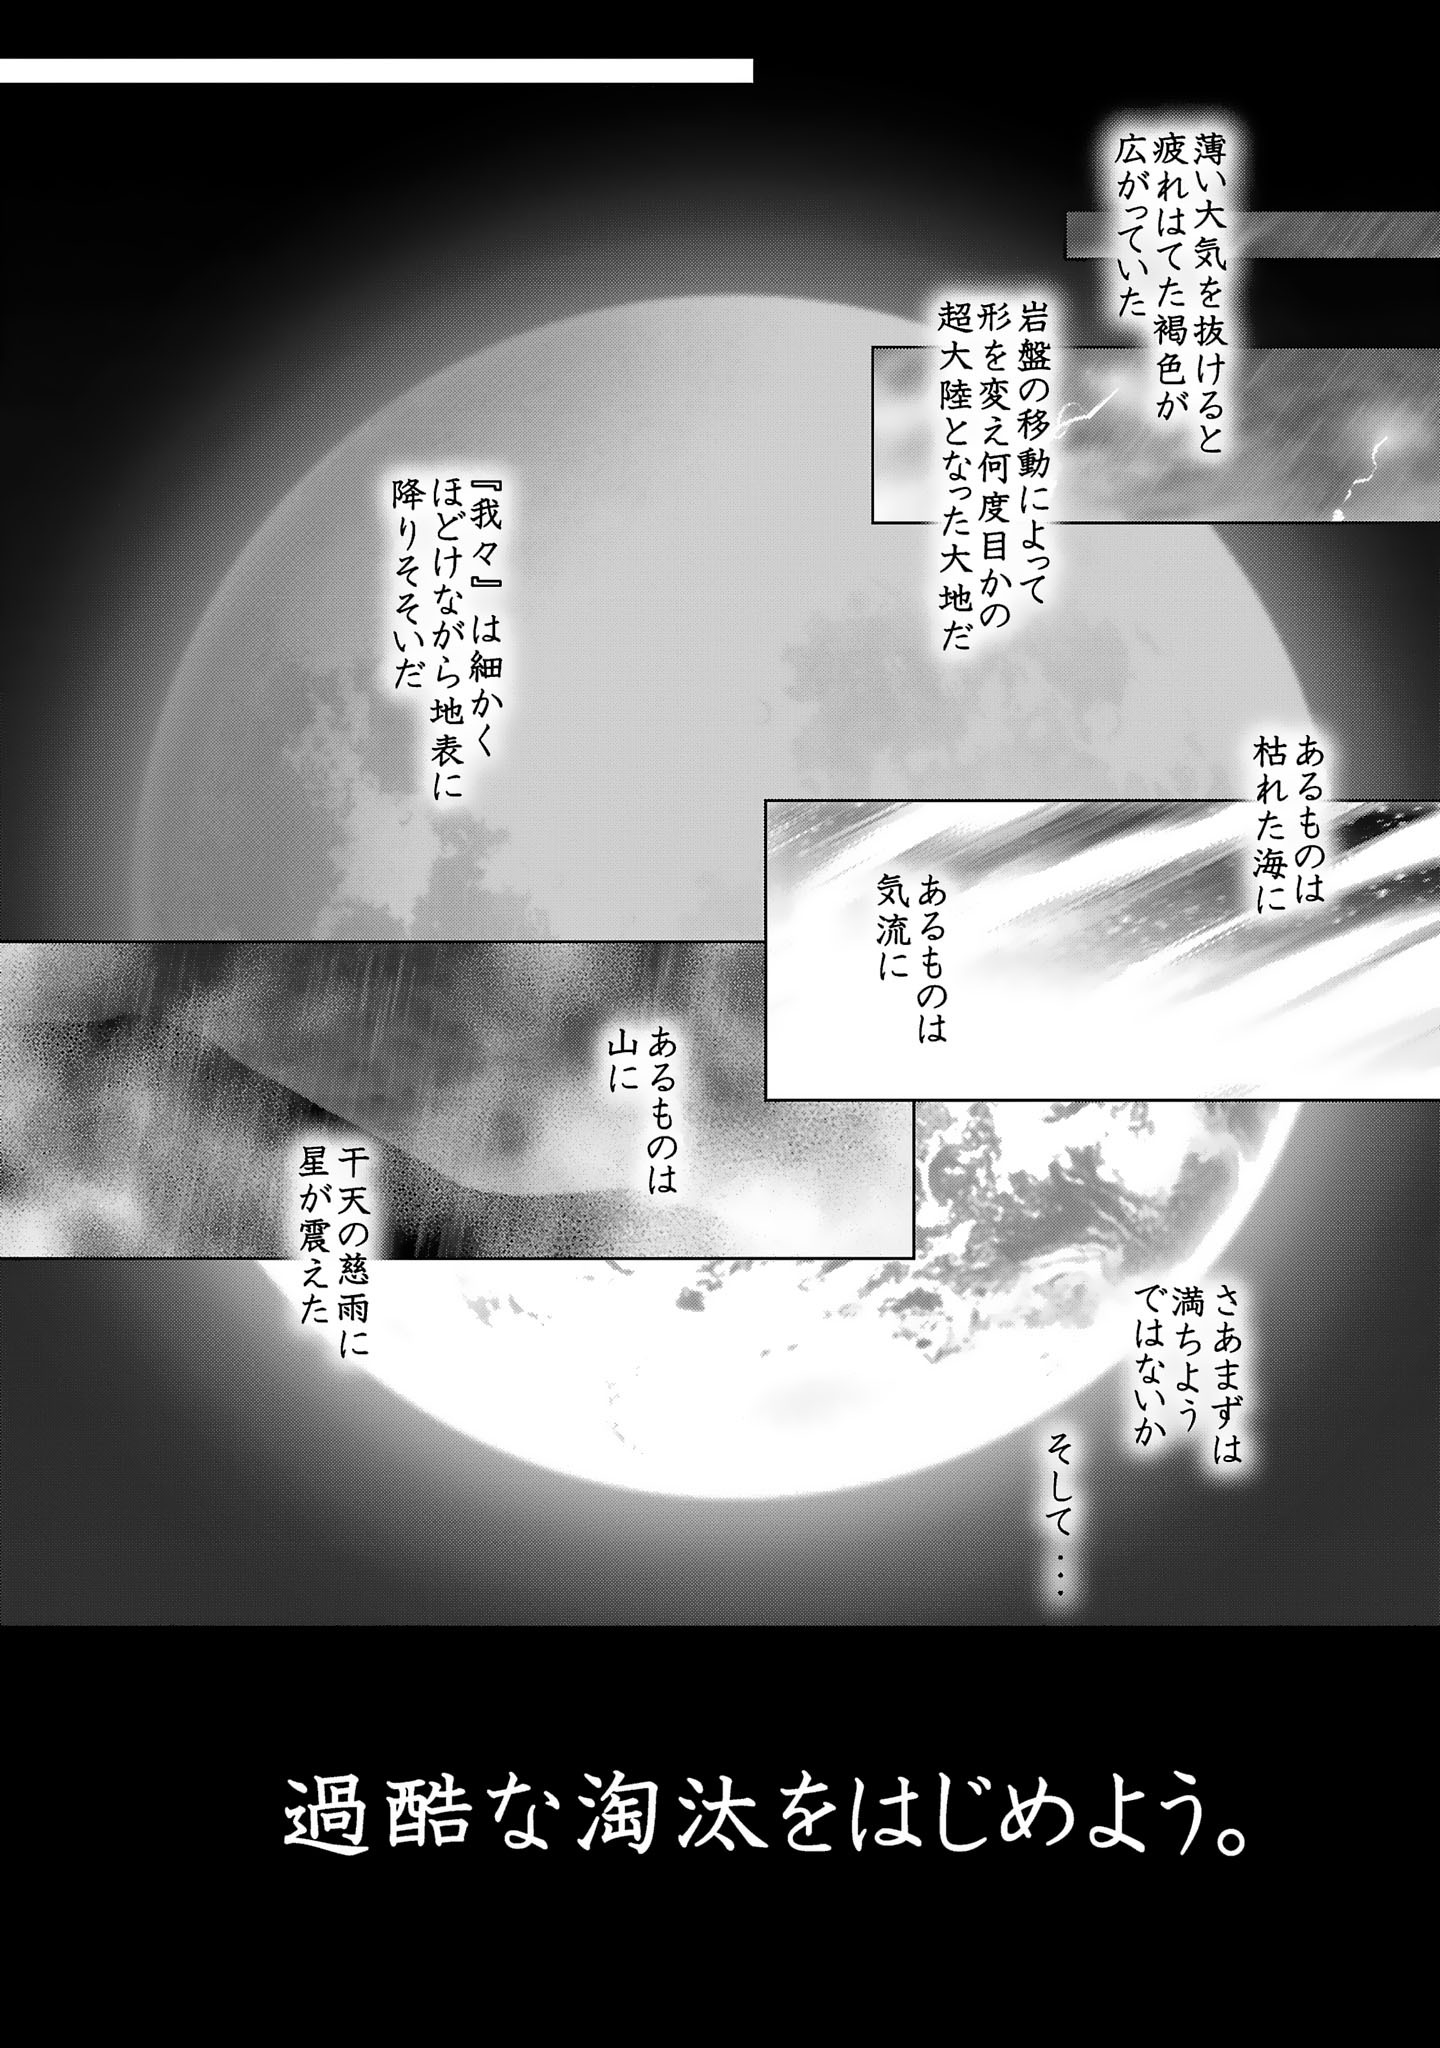 薄い大気を抜けると
疲れはてた褐色が
広がっていた
岩盤の移動によって
形を変え何度目かの
超大陸となった大地だ
『我々』は細かく
ほどけながら地表に
降りそそいだ
あるものは
枯れた海に
あるものは
気流に
あるものは
山に
干天の慈雨に
星が震えた
さあまずは
満ちよう
ではないか
そして・・・
過酷な淘汰をはじめよう。